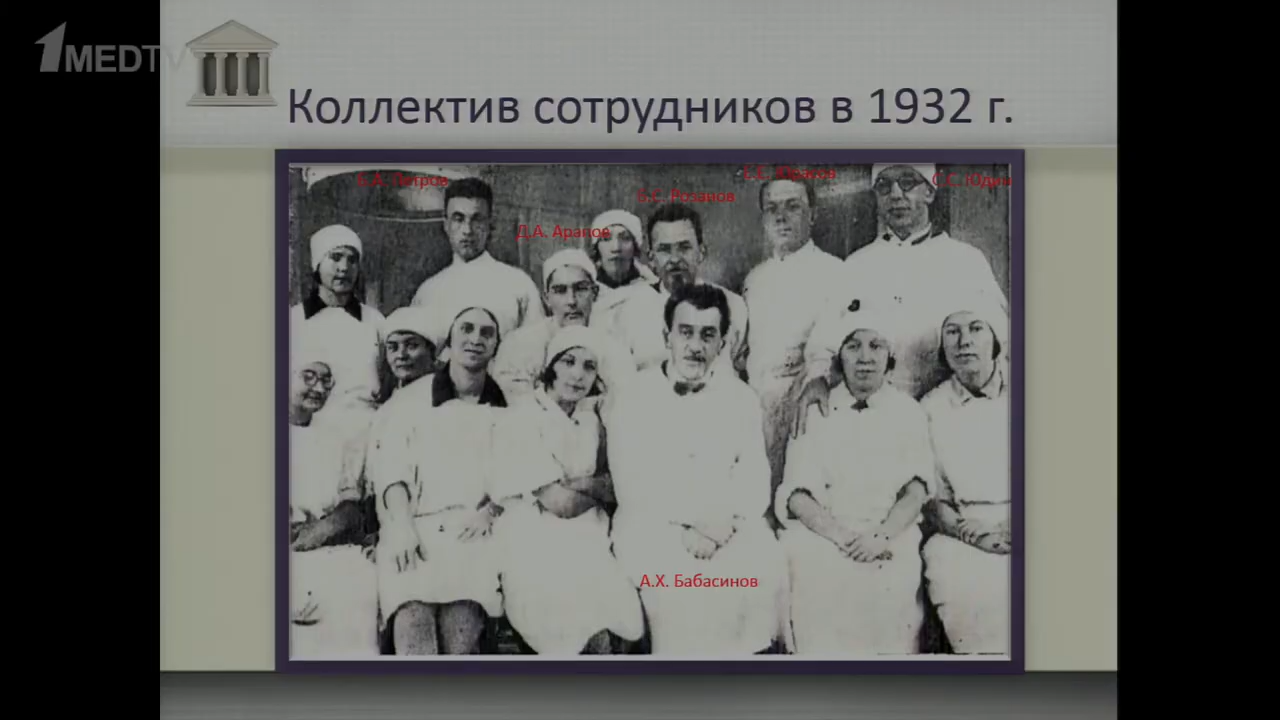 1MEDTV
Коллектив сотрудников в 1932 г.
Б.А. Петров
С.С. Юдин
Б.С. Розанов
Д.А. Арапов
А.Х. Бабасинов